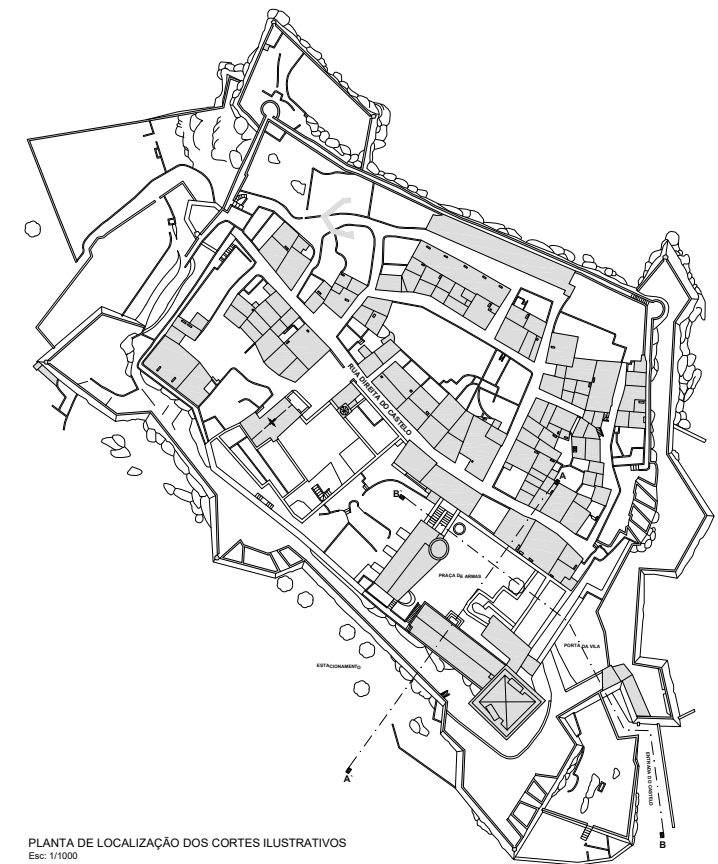 RUA DIREITA DO CASTELO
A
B'
PRAÇA DE ARMAS
PORTA DA VILA
ESTACIONAMENTO
A'
ENTRADA DO CASTELO
B
PLANTA DE LOCALIZAÇÃO DOS CORTES ILUSTRATIVOS
Esc: 1/1000